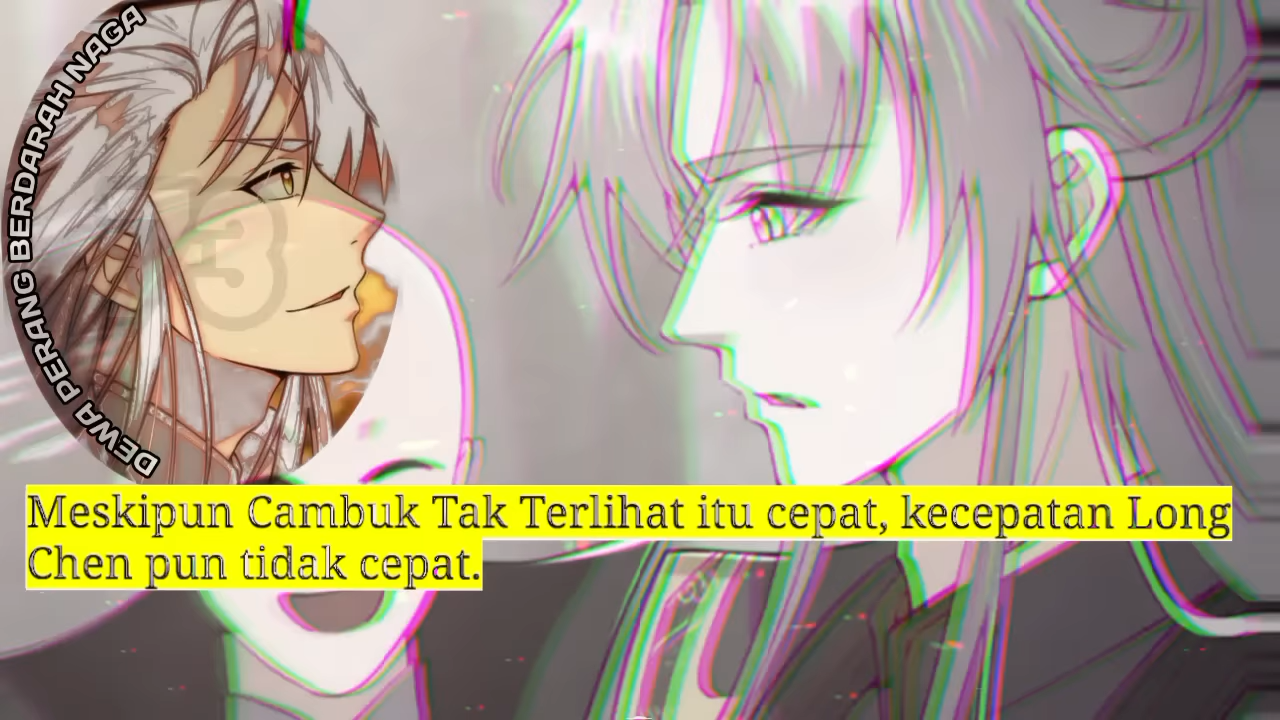 DEWA PERANG BERDARAH NAGA
Meskipun Cambuk Tak Terlihat itu cepat, kecepatan Long
Chen pun tidak cepat.